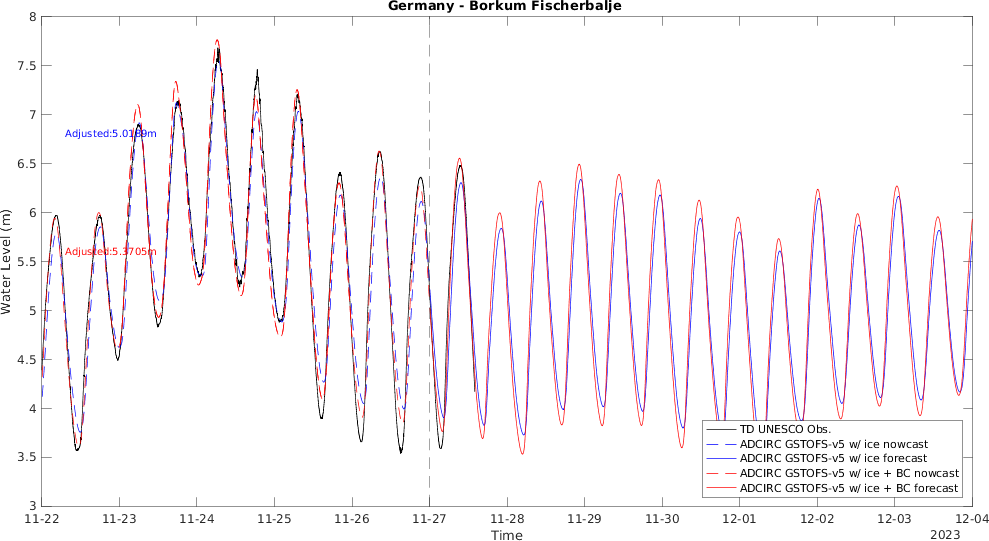 Germany - Borkum Fischerbalje
8
7.5
7
6.5
6
5.5
5
4.5
4
3.5
3
Water Level (m)
Adjusted:5.0189m
Adjusted:5.3705m
TD UNESCO Obs.
ADCIRC GSTOFS-v5 w/ ice nowcast
ADCIRC GSTOFS-v5 w/ ice forecast
ADCIRC GSTOFS-v5 w/ ice + BC nowcast
ADCIRC GSTOFS-v5 w/ ice + BC forecast
11-22 11-23 11-24 11-25 11-26 11-27 11-28 11-29 11-30 12-01 12-02 12-03 12-04
Time
2023